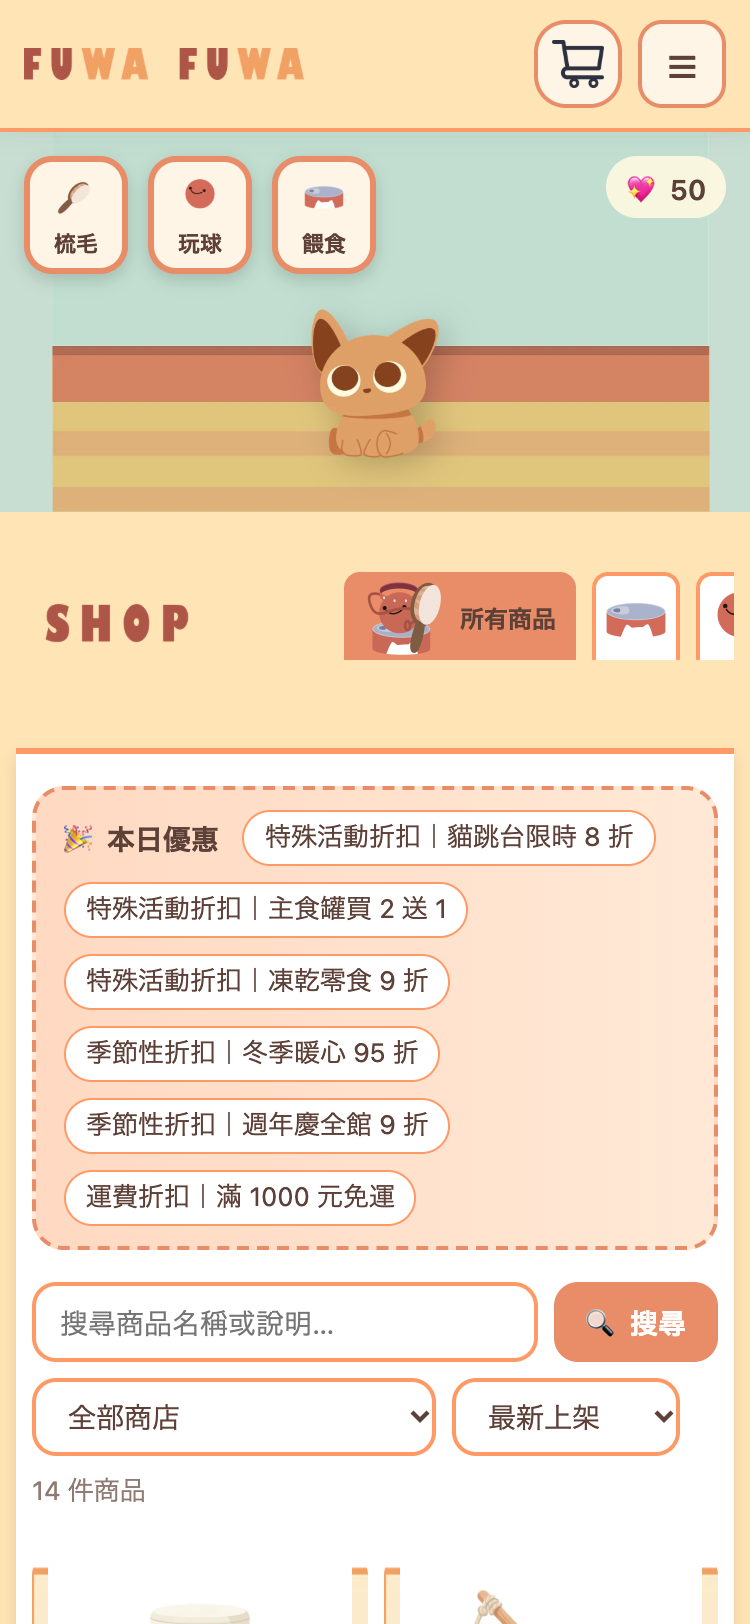 FUWA FUWA
梳毛
玩球
餵食
50
SHOP
所有商品
本日優惠
特殊活動折扣｜貓跳台限時 8 折
特殊活動折扣｜主食罐買 2 送 1
特殊活動折扣｜凍乾零食 9 折
季節性折扣｜冬季暖心 95 折
季節性折扣｜週年慶全館 9 折
運費折扣｜滿 1000 元免運
搜尋商品名稱或說明...
搜尋
全部商店
最新上架
14 件商品